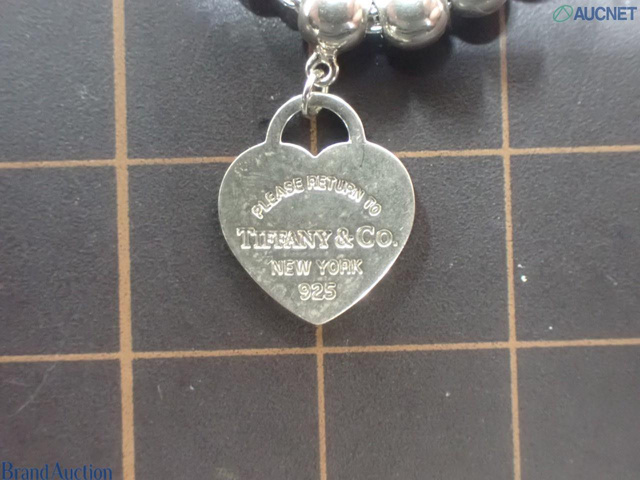 AUCNET
PLEASE RETURN TO
TIFFANY & CO.
NEW YORK
925
Brand Auction